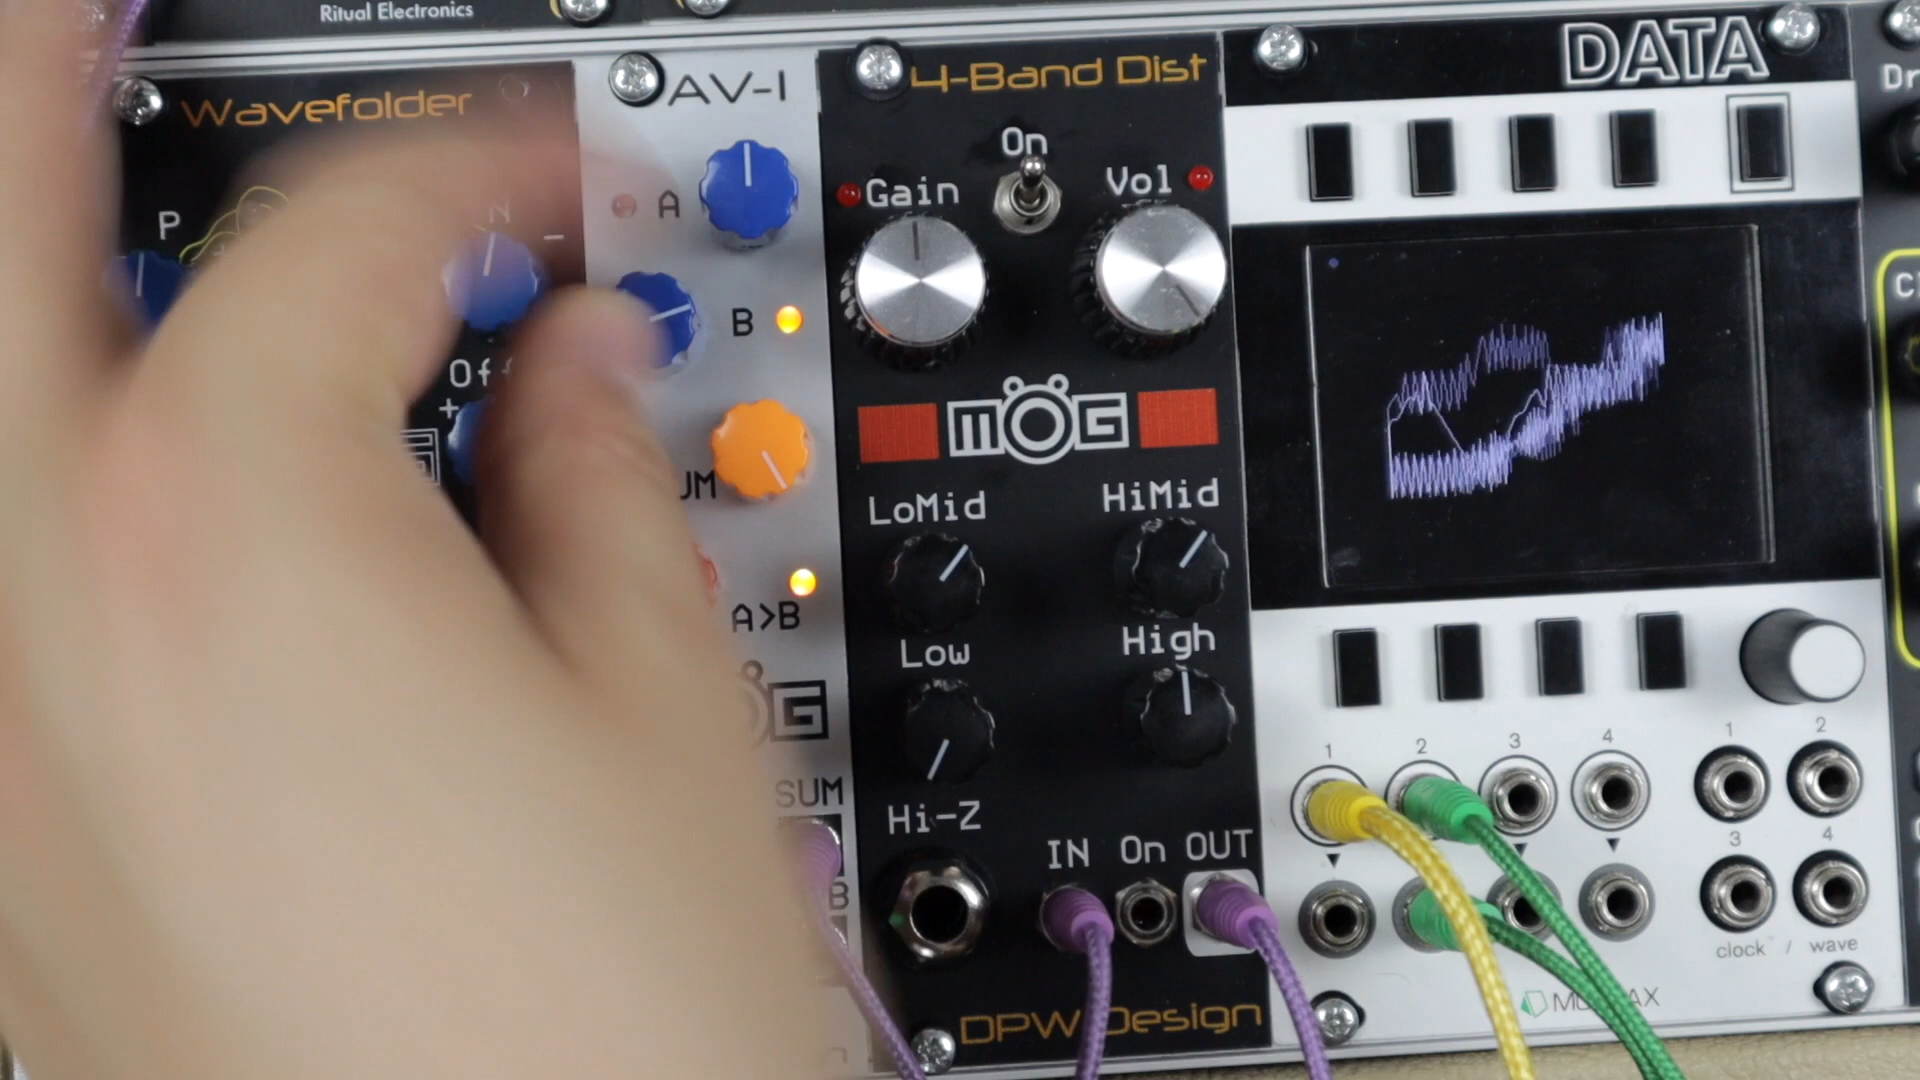 Ritual Electronics
Wavefolder
P
N
-
+
AV-I
A
B
A>B
SUM
B
4-Band Dist
On
Gain
Vol
MOG
LoMid
HiMid
Low
High
Hi-Z
IN On OUT
DPW Design
DATA
1 2 3 4
1 2
3 4
clock / wave